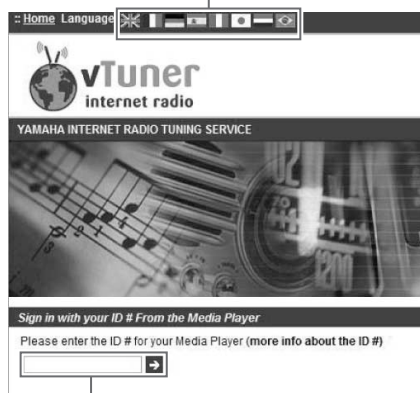 :: Home Language
vTuner
internet radio
YAMAHA INTERNET RADIO TUNING SERVICE
Sign in with your ID # From the Media Player
Please enter the ID # for your Media Player (more info about the ID #)